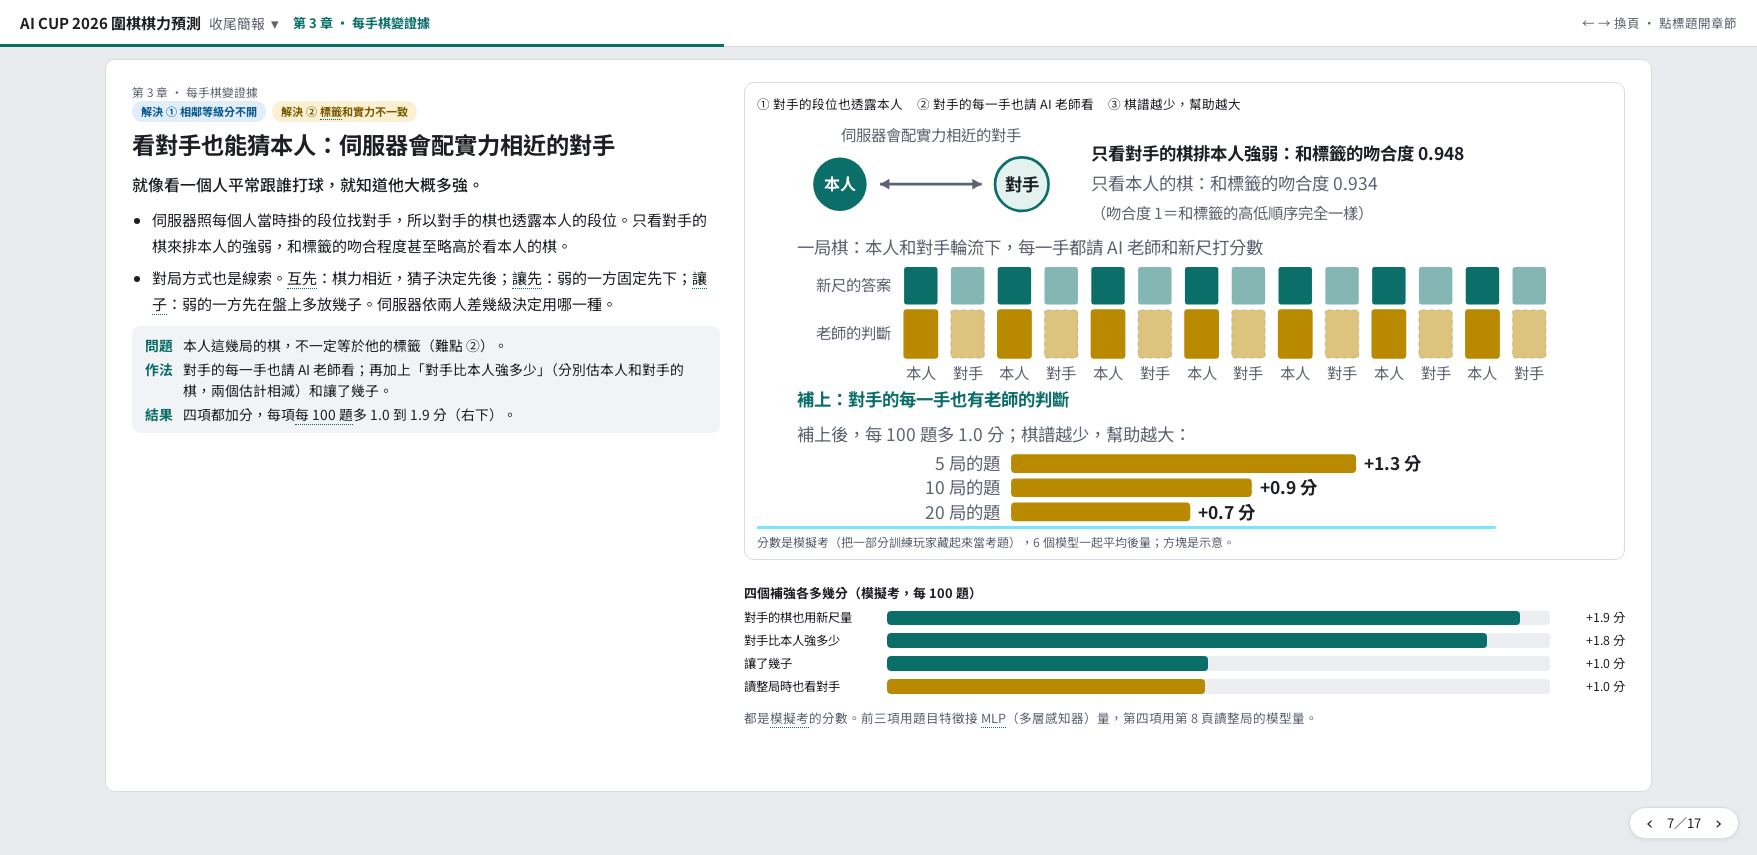 AI CUP 2026 圍棋棋力預測 收尾簡報 ▾ 第 3 章 · 每手棋變證據
← → 換頁 · 點標題開章節
第 3 章 · 每手棋變證據
解決 ① 相鄰等級分不開 解決 ② 標籤和實力不一致
看對手也能猜本人：伺服器會配實力相近的對手
就像看一個人平常跟誰打球，就知道他大概多強。
• 伺服器照每個人當時掛的段位找對手，所以對手的棋也透露本人的段位。只看對手的
棋來排本人的強弱，和標籤的吻合程度甚至略高於看本人的棋。
• 對局方式也是線索。互先：棋力相近，猜子決定先後；讓先：弱的一方固定先下；讓
子：弱的一方先在盤上多放幾子。伺服器依兩人差幾級決定用哪一種。
問題 本人這幾局的棋，不一定等於他的標籤（難點 ②）。
作法 對手的每一手也請 AI 老師看；再加上「對手比本人強多少」（分別估本人和對手的
棋，兩個估計相減）和讓了幾子。
結果 四項都加分，每項每 100 題多 1.0 到 1.9 分（右下）。
① 對手的段位也透露本人 ② 對手的每一手也請 AI 老師看 ③ 棋譜越少，幫助越大
伺服器會配實力相近的對手
本人 對手
只看對手的棋排本人強弱：和標籤的吻合度 0.948
只看本人的棋：和標籤的吻合度 0.934
（吻合度 1＝和標籤的高低順序完全一樣）
一局棋：本人和對手輪流下，每一手都請 AI 老師和新尺打分數
新尺的答案
老師的判斷
本人 對手 本人 對手 本人 對手 本人 對手 本人 對手 本人 對手 本人 對手
補上：對手的每一手也有老師的判斷
補上後，每 100 題多 1.0 分；棋譜越少，幫助越大：
5 局的題 +1.3 分
10 局的題 +0.9 分
20 局的題 +0.7 分
分數是模擬考（把一部分訓練玩家藏起來當考題），6 個模型一起平均後量；方塊是示意。
四個補強各多幾分（模擬考，每 100 題）
對手的棋也用新尺量 +1.9 分
對手比本人強多少 +1.8 分
讓了幾子 +1.0 分
讀整局時也看對手 +1.0 分
都是模擬考的分數。前三項用題目特徵接 MLP（多層感知器）量，第四項用第 8 頁讀整局的模型量。
‹ 7／17 ›